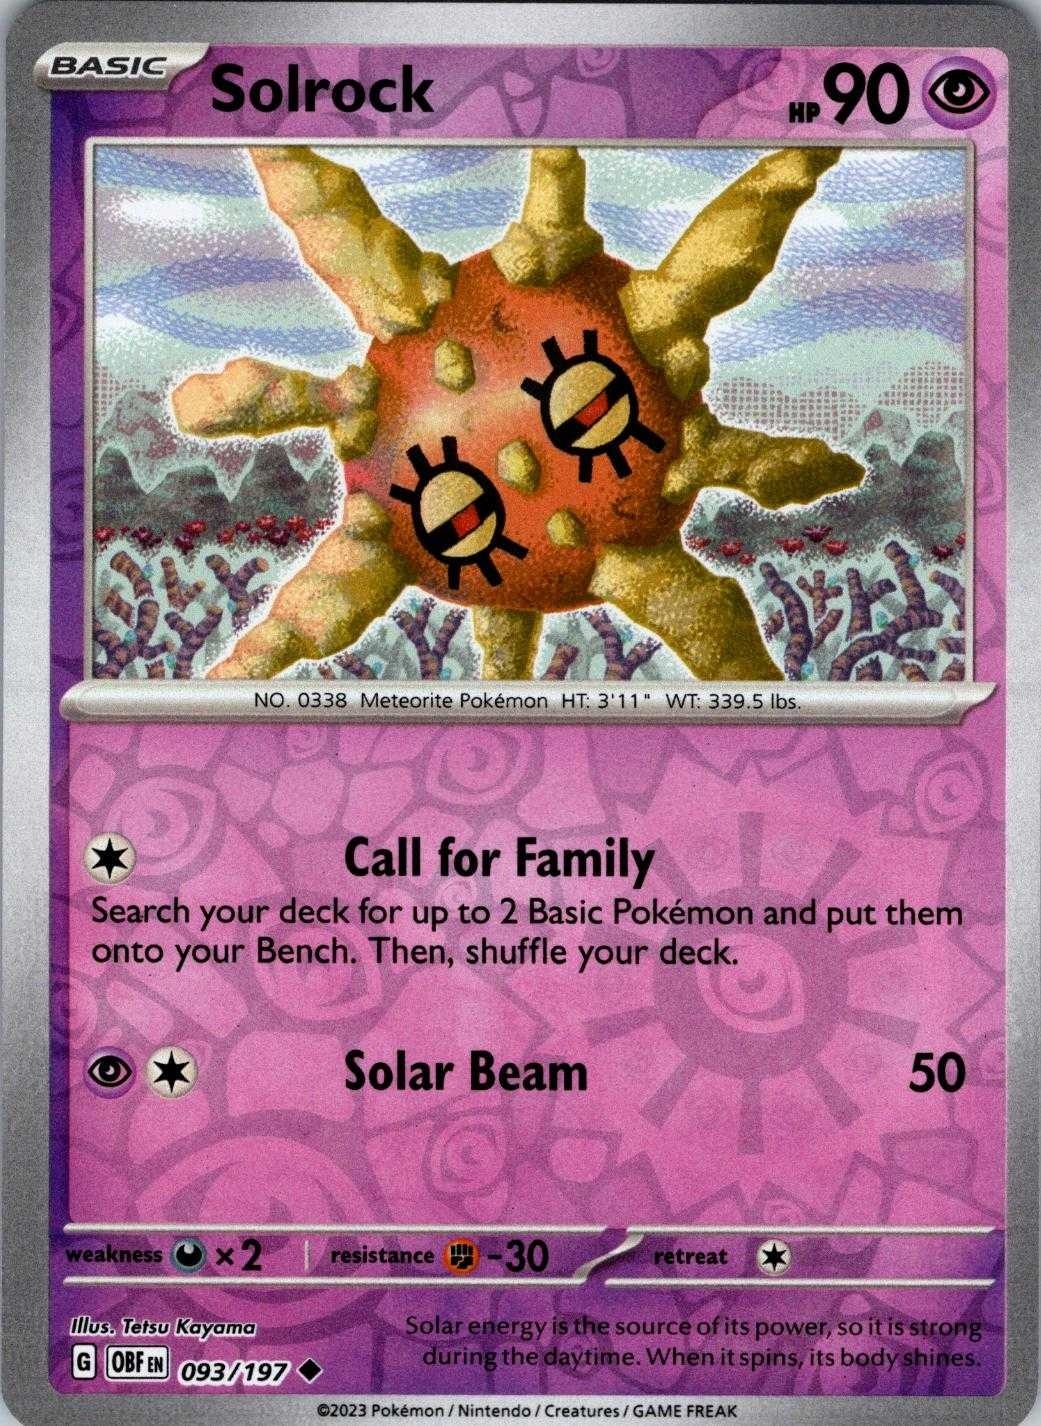 BASIC
Solrock
HP 90
NO. 0338 Meteorite Pokémon HT: 3'11" WT: 339.5 lbs.
Call for Family
Search your deck for up to 2 Basic Pokémon and put them
onto your Bench. Then, shuffle your deck.
Solar Beam 50
weakness ×2 resistance -30 retreat
Illus. Tetsu Kayama
Solar energy is the source of its power, so it is strong
during the daytime. When it spins, its body shines.
G OBF EN 093/197
©2023 Pokémon / Nintendo / Creatures / GAME FREAK